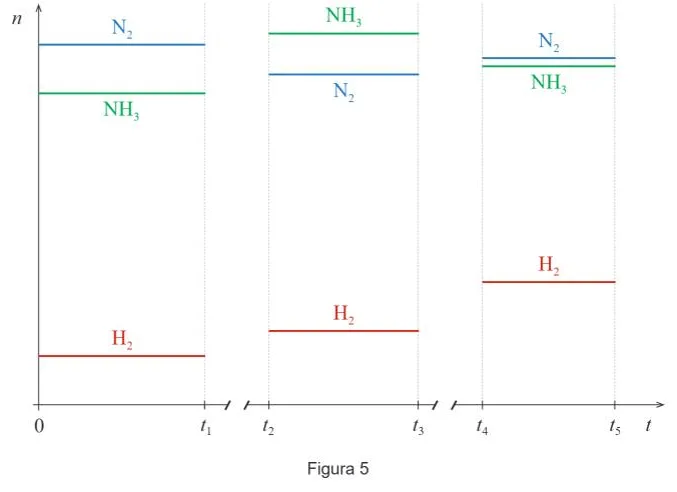 n
N₂
NH₃
H₂
NH₃
N₂
H₂
N₂
NH₃
H₂
0
t₁
t₂
t₃
t₄
t₅
t
Figura 5